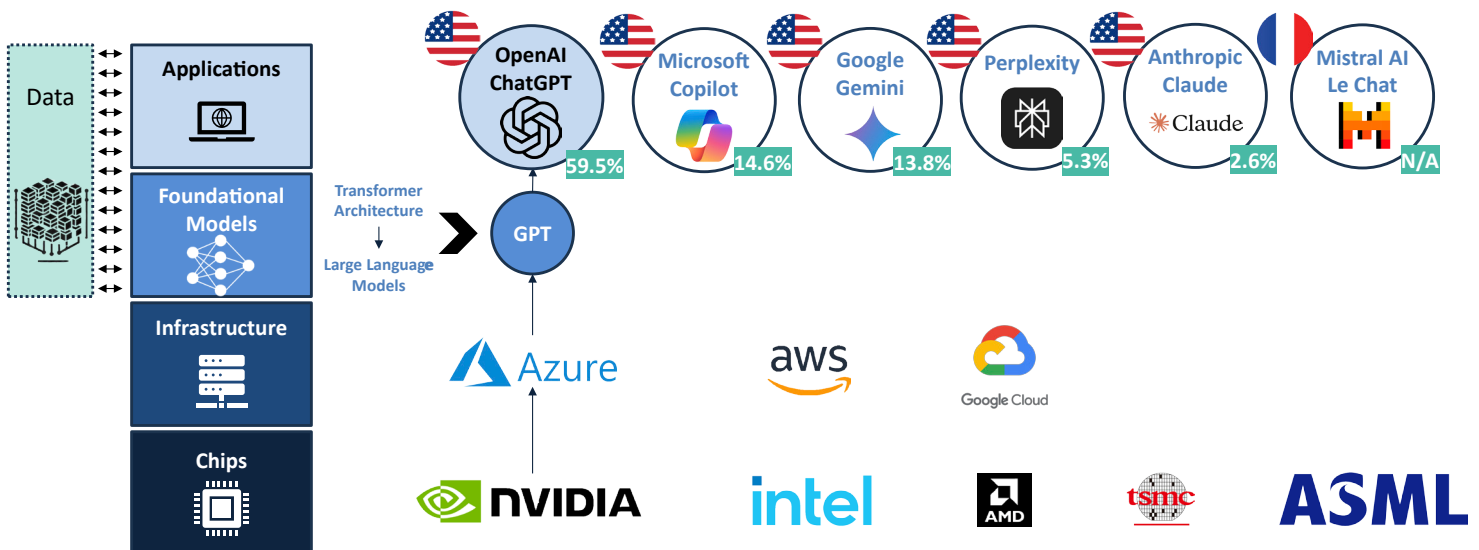 Data
Applications
Foundational
Models
Infrastructure
Chips
Transformer
Architecture
Large Language
Models
OpenAI
ChatGPT
59.5%
Microsoft
Copilot
14.6%
Google
Gemini
13.8%
Perplexity
5.3%
Anthropic
Claude
Claude
2.6%
Mistral AI
Le Chat
N/A
GPT
Azure
aws
Google Cloud
NVIDIA
intel
AMD
tsmc
ASML